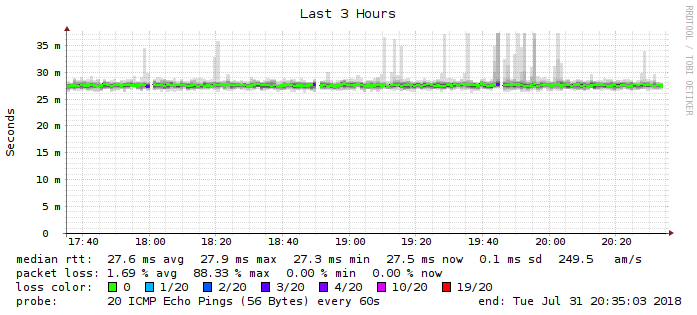 Last 3 Hours
RRDTOOL / TOBI OETIKER
Seconds
35 m
30 m
25 m
20 m
15 m
10 m
5 m
0
17:40 18:00 18:20 18:40 19:00 19:20 19:40 20:00 20:20
median rtt: 27.6 ms avg 27.9 ms max 27.3 ms min 27.5 ms now 0.1 ms sd 249.5 am/s
packet loss: 1.69 % avg 88.33 % max 0.00 % min 0.00 % now
loss color: 0 1/20 2/20 3/20 4/20 10/20 19/20
probe: 20 ICMP Echo Pings (56 Bytes) every 60s end: Tue Jul 31 20:35:03 2018